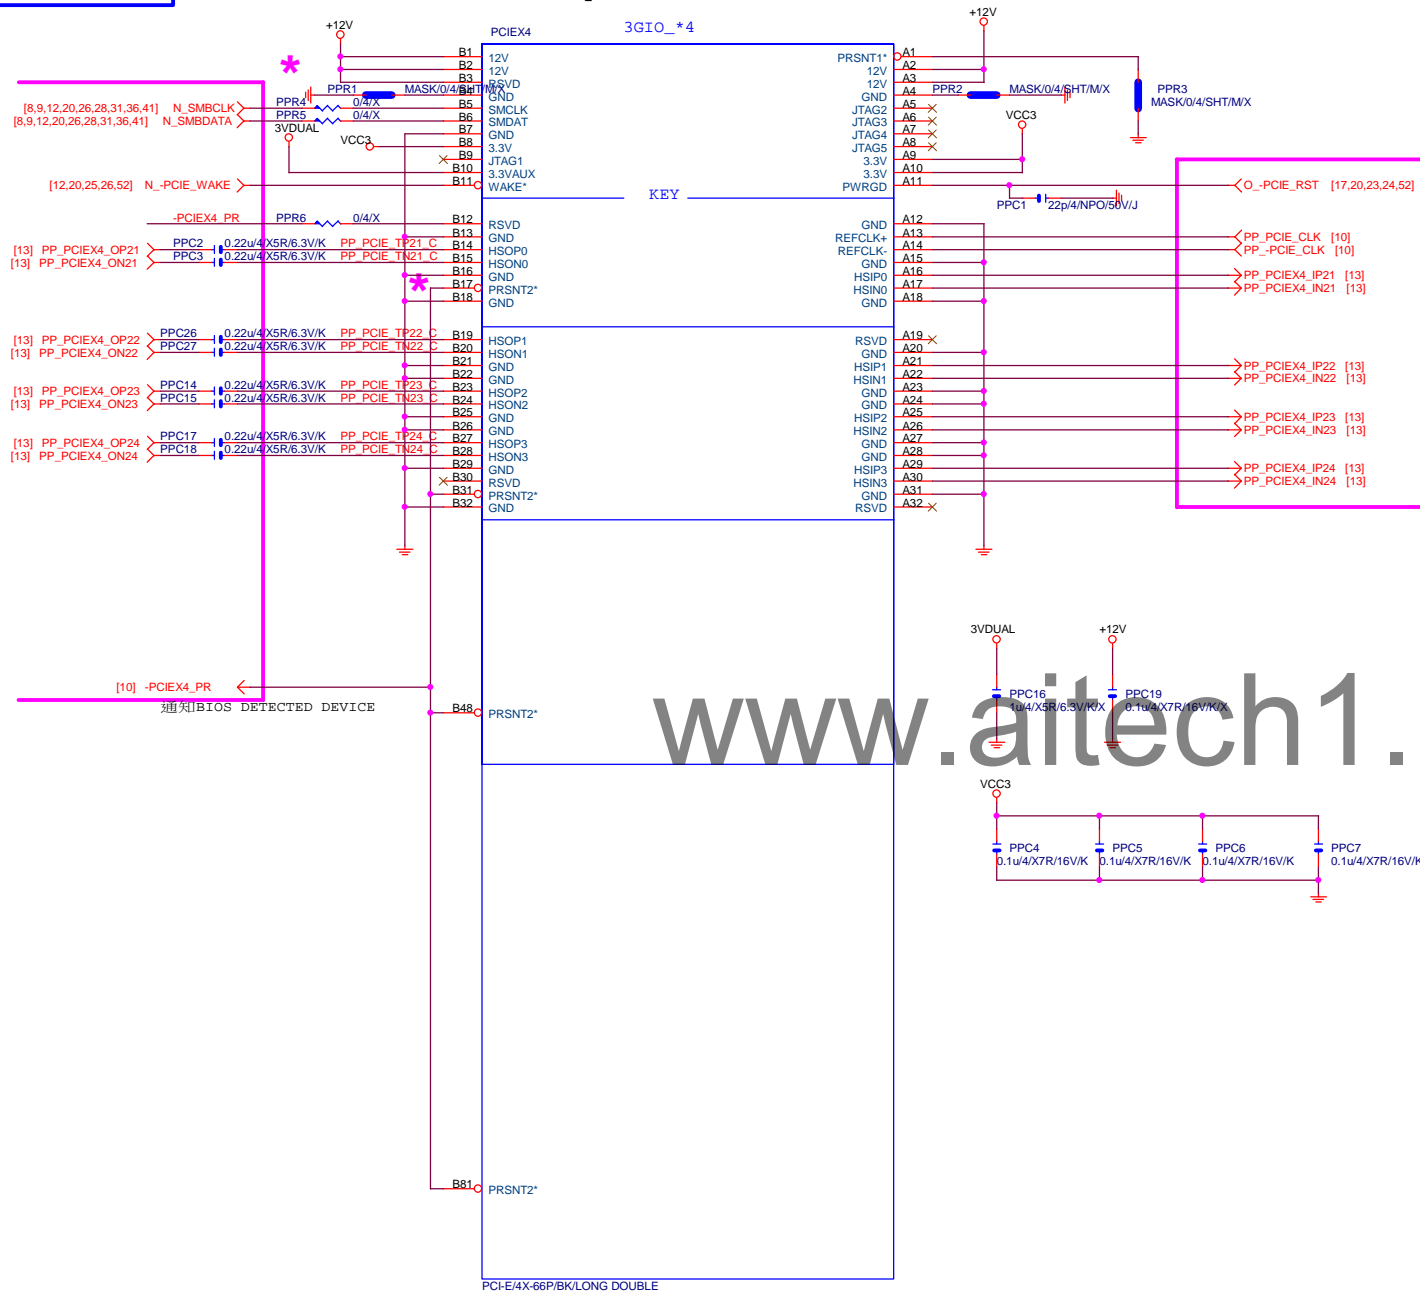 +12V
PCIEX4
3GIO_*4
+12V
B1 12V
B2 12V
B3 RSVD
B4 GND
PPR1 MASK/0/4/SHT/M/X
[8,9,12,20,26,28,31,36,41] N_SMBCLK PPR4 0/4/X B5 SMCLK
[8,9,12,20,26,28,31,36,41] N_SMBDATA PPR5 0/4/X B6 SMDAT
3VDUAL
VCC3
B7 GND
B8 3.3V
B9 JTAG1
B10 3.3VAUX
[12,20,25,26,52] N_-PCIE_WAKE B11 WAKE*
KEY
-PCIEX4_PR PPR6 0/4/X B12 RSVD
B13 GND
[13] PP_PCIEX4_OP21 PPC2 0.22u/4/X5R/6.3V/K PP_PCIE_TP21_C B14 HSOP0
[13] PP_PCIEX4_ON21 PPC3 0.22u/4/X5R/6.3V/K PP_PCIE_TN21_C B15 HSON0
B16 GND
* B17 PRSNT2*
B18 GND
[13] PP_PCIEX4_OP22 PPC26 0.22u/4/X5R/6.3V/K PP_PCIE_TP22_C B19 HSOP1
[13] PP_PCIEX4_ON22 PPC27 0.22u/4/X5R/6.3V/K PP_PCIE_TN22_C B20 HSON1
B21 GND
B22 GND
[13] PP_PCIEX4_OP23 PPC14 0.22u/4/X5R/6.3V/K PP_PCIE_TP23_C B23 HSOP2
[13] PP_PCIEX4_ON23 PPC15 0.22u/4/X5R/6.3V/K PP_PCIE_TN23_C B24 HSON2
B25 GND
B26 GND
[13] PP_PCIEX4_OP24 PPC17 0.22u/4/X5R/6.3V/K PP_PCIE_TP24_C B27 HSOP3
[13] PP_PCIEX4_ON24 PPC18 0.22u/4/X5R/6.3V/K PP_PCIE_TN24_C B28 HSON3
B29 GND
B30 RSVD
B31 PRSNT2*
B32 GND
[10] -PCIEX4_PR
通知BIOS DETECTED DEVICE
B48 PRSNT2*
B81 PRSNT2*
PCI-E/4X-66P/BK/LONG DOUBLE
PRSNT1* A1
12V A2
12V A3
GND A4 PPR2 MASK/0/4/SHT/M/X
PPR3
MASK/0/4/SHT/M/X
JTAG2 A5
JTAG3 A6
JTAG4 A7
JTAG5 A8
VCC3
3.3V A9
3.3V A10
PWRGD A11 O_-PCIE_RST [17,20,23,24,52]
PPC1 22p/4/NPO/50V/J
GND A12
REFCLK+ A13 PP_PCIE_CLK [10]
REFCLK- A14 PP_-PCIE_CLK [10]
GND A15
HSIP0 A16 PP_PCIEX4_IP21 [13]
HSIN0 A17 PP_PCIEX4_IN21 [13]
GND A18
RSVD A19
GND A20
HSIP1 A21 PP_PCIEX4_IP22 [13]
HSIN1 A22 PP_PCIEX4_IN22 [13]
GND A23
GND A24
HSIP2 A25 PP_PCIEX4_IP23 [13]
HSIN2 A26 PP_PCIEX4_IN23 [13]
GND A27
GND A28
HSIP3 A29 PP_PCIEX4_IP24 [13]
HSIN3 A30 PP_PCIEX4_IN24 [13]
GND A31
RSVD A32
3VDUAL
+12V
PPC16
1u/4/X5R/6.3V/K/X
PPC19
0.1u/4/X7R/16V/K/X
www.aitech1.
VCC3
PPC4 PPC5 PPC6 PPC7
0.1u/4/X7R/16V/K 0.1u/4/X7R/16V/K 0.1u/4/X7R/16V/K 0.1u/4/X7R/16V/K